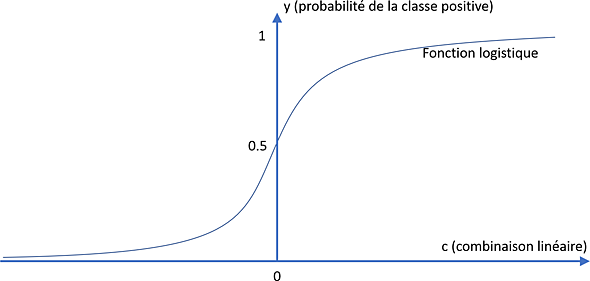 y (probabilité de la classe positive)
1
Fonction logistique
0.5
c (combinaison linéaire)
0